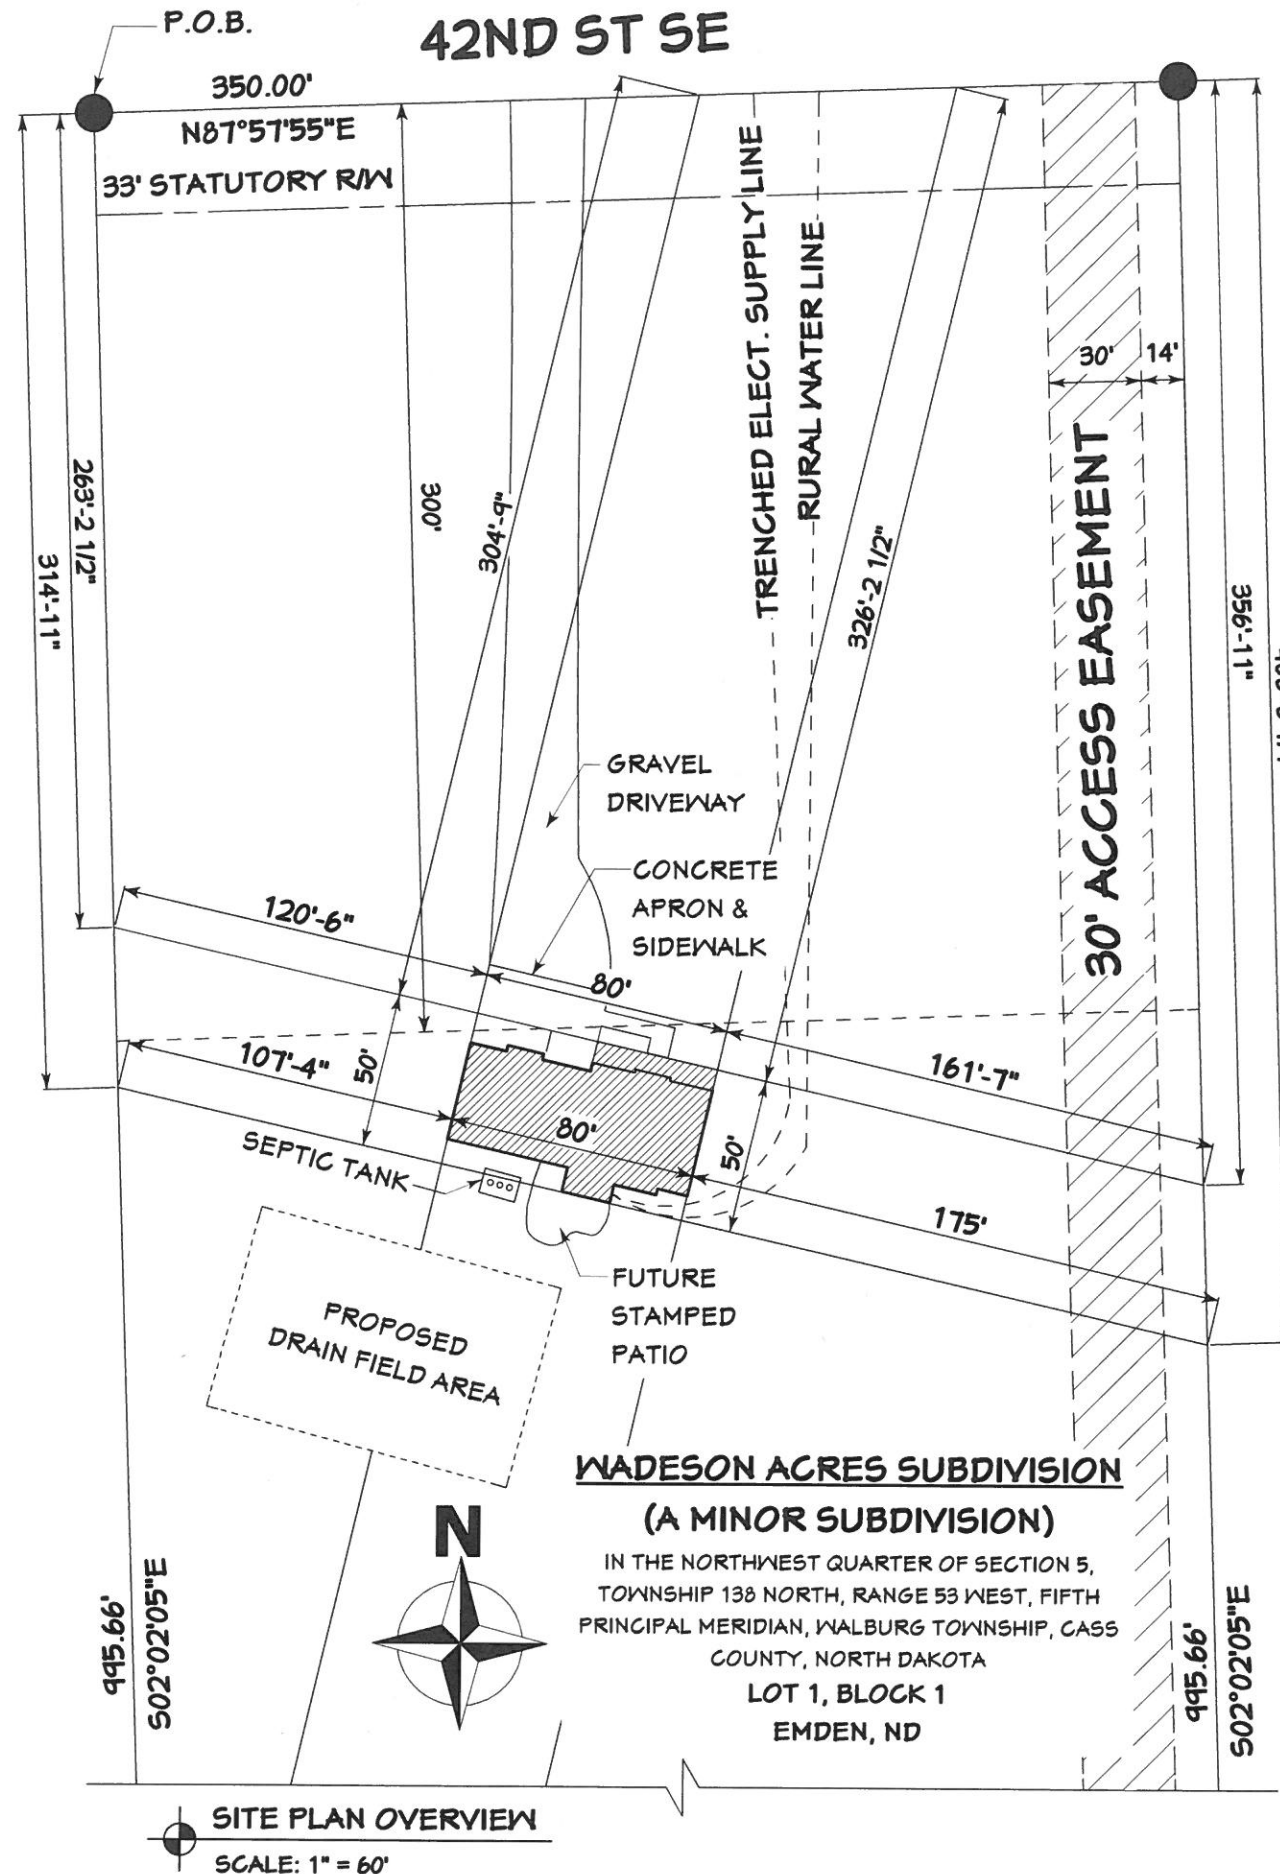 P.O.B.
42ND ST SE
350.00'
N87°57'55"E
33' STATUTORY R/W
TRENCHED ELECT. SUPPLY LINE
RURAL WATER LINE
30'
14'
30' ACCESS EASEMENT
263'-2 1/2"
314'-11"
300'
304'-9"
326'-2 1/2"
356'-11"
GRAVEL
DRIVEWAY
CONCRETE
APRON &
SIDEWALK
120'-6"
80'
161'-7"
107'-4"
50'
80'
50'
175'
SEPTIC TANK
FUTURE
STAMPED
PATIO
PROPOSED
DRAIN FIELD AREA
WADESON ACRES SUBDIVISION
(A MINOR SUBDIVISION)
IN THE NORTHWEST QUARTER OF SECTION 5,
TOWNSHIP 138 NORTH, RANGE 53 WEST, FIFTH
PRINCIPAL MERIDIAN, WALBURG TOWNSHIP, CASS
COUNTY, NORTH DAKOTA
LOT 1, BLOCK 1
EMDEN, ND
N
995.66'
S02°02'05"E
995.66'
S02°02'05"E
SITE PLAN OVERVIEW
SCALE: 1" = 60'